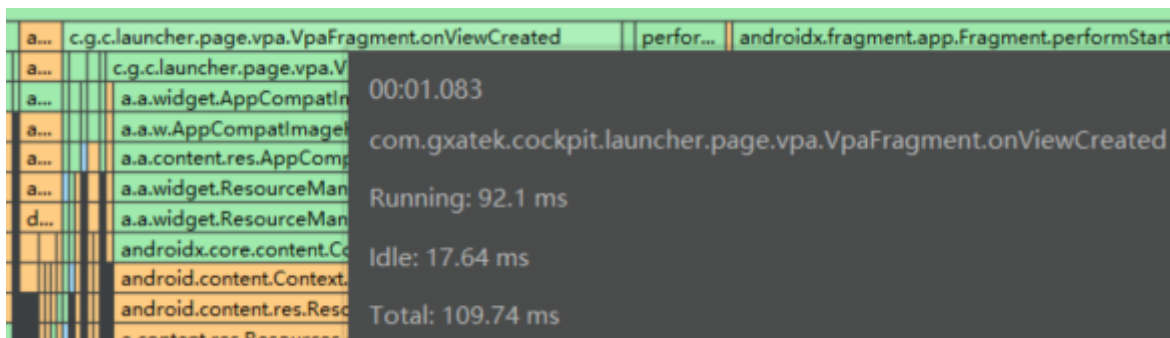 a... c.g.c.launcher.page.vpa.VpaFragment.onViewCreated perfor... androidx.fragment.app.Fragment.performStart
a... c.g.c.launcher.page.vpa.V
a... a.a.widget.AppCompatIn
a... a.a.w.AppCompatImageH
a... a.a.content.res.AppComp
a... a.a.widget.ResourceMan
d... a.a.widget.ResourceMan
androidx.core.content.Co
android.content.Context.
android.content.res.Reso
00:01.083
com.gxatek.cockpit.launcher.page.vpa.VpaFragment.onViewCreated
Running: 92.1 ms
Idle: 17.64 ms
Total: 109.74 ms